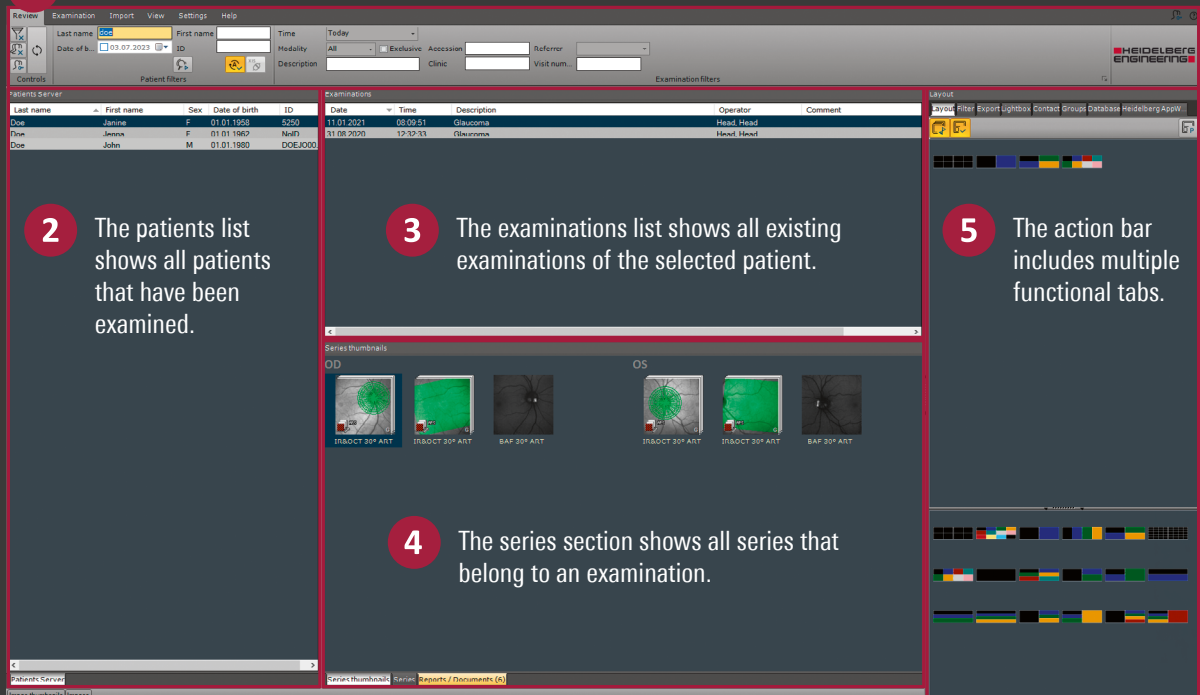 Review Examination Import View Settings Help
Last name doe First name Time Today
Date of b... 03.07.2023 ID Modality All Exclusive Accession Referrer
Description Clinic Visit num...
HEIDELBERG
ENGINEERING
Controls Patient filters Examination filters
Patients Server
Last name First name Sex Date of birth ID
Doe Janine F 01.01.1958 5250
Doe Jenna F 01.01.1962 NoID
Doe John M 01.01.1980 DOEJO00.
2
The patients list
shows all patients
that have been
examined.
Patients Server
Examinations
Date Time Description Operator Comment
11.01.2021 08:09:51 Glaucoma Head, Head
31.08.2020 12:32:33 Glaucoma Head, Head
3
The examinations list shows all existing
examinations of the selected patient.
Series thumbnails
OD OS
IR&OCT 30° ART IR&OCT 30° ART BAF 30° ART IR&OCT 30° ART IR&OCT 30° ART BAF 30° ART
4
The series section shows all series that
belong to an examination.
Series thumbnails Series Reports / Documents (6)
Layout
Layout Filter Export Lightbox Contact Groups Database Heidelberg AppW
5
The action bar
includes multiple
functional tabs.